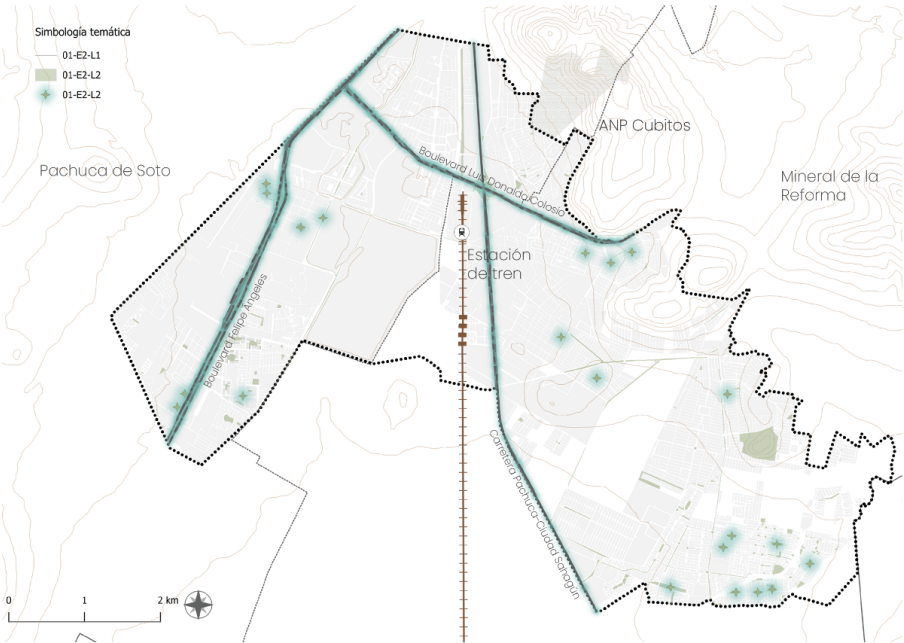 Simbología temática
01-E2-L1
01-E2-L2
01-E2-L2
ANP Cubitos
Pachuca de Soto
Boulevard Luis Donaldo Colosio
Mineral de la
Reforma
Estación
de tren
Boulevard Felipe Ángeles
Carretera Pachuca-Ciudad Sahagún
0 1 2 km